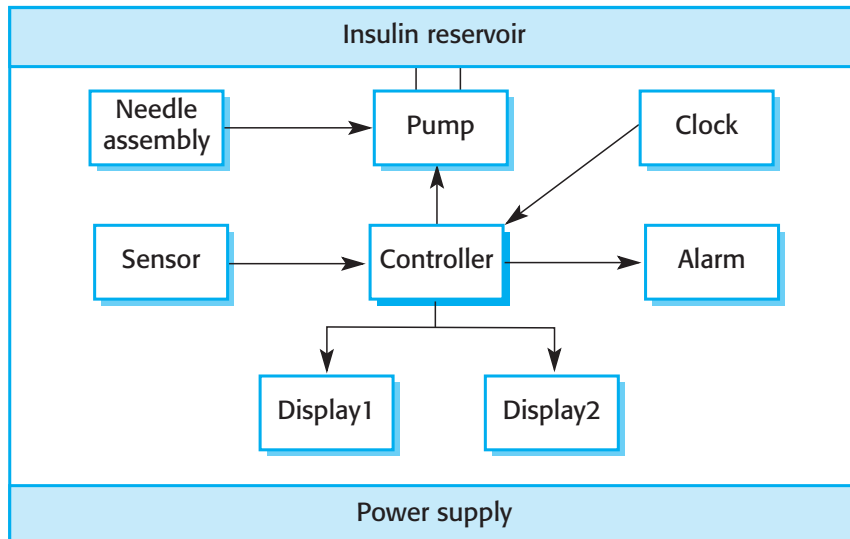 Insulin reservoir
Needle
assembly
Pump
Clock
Sensor
Controller
Alarm
Display1
Display2
Power supply